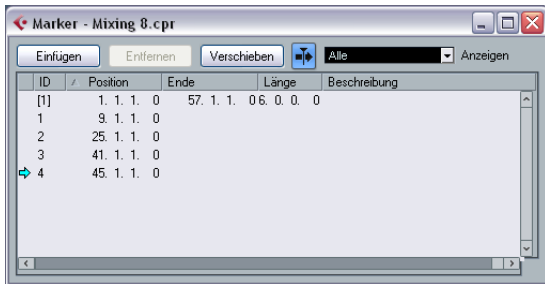 Marker - Mixing 8.cpr
Einfügen Entfernen Verschieben Alle Anzeigen
ID Position Ende Länge Beschreibung
[1] 1. 1. 1. 0 57. 1. 1. 0 6. 0. 0. 0
1 9. 1. 1. 0
2 25. 1. 1. 0
3 41. 1. 1. 0
4 45. 1. 1. 0